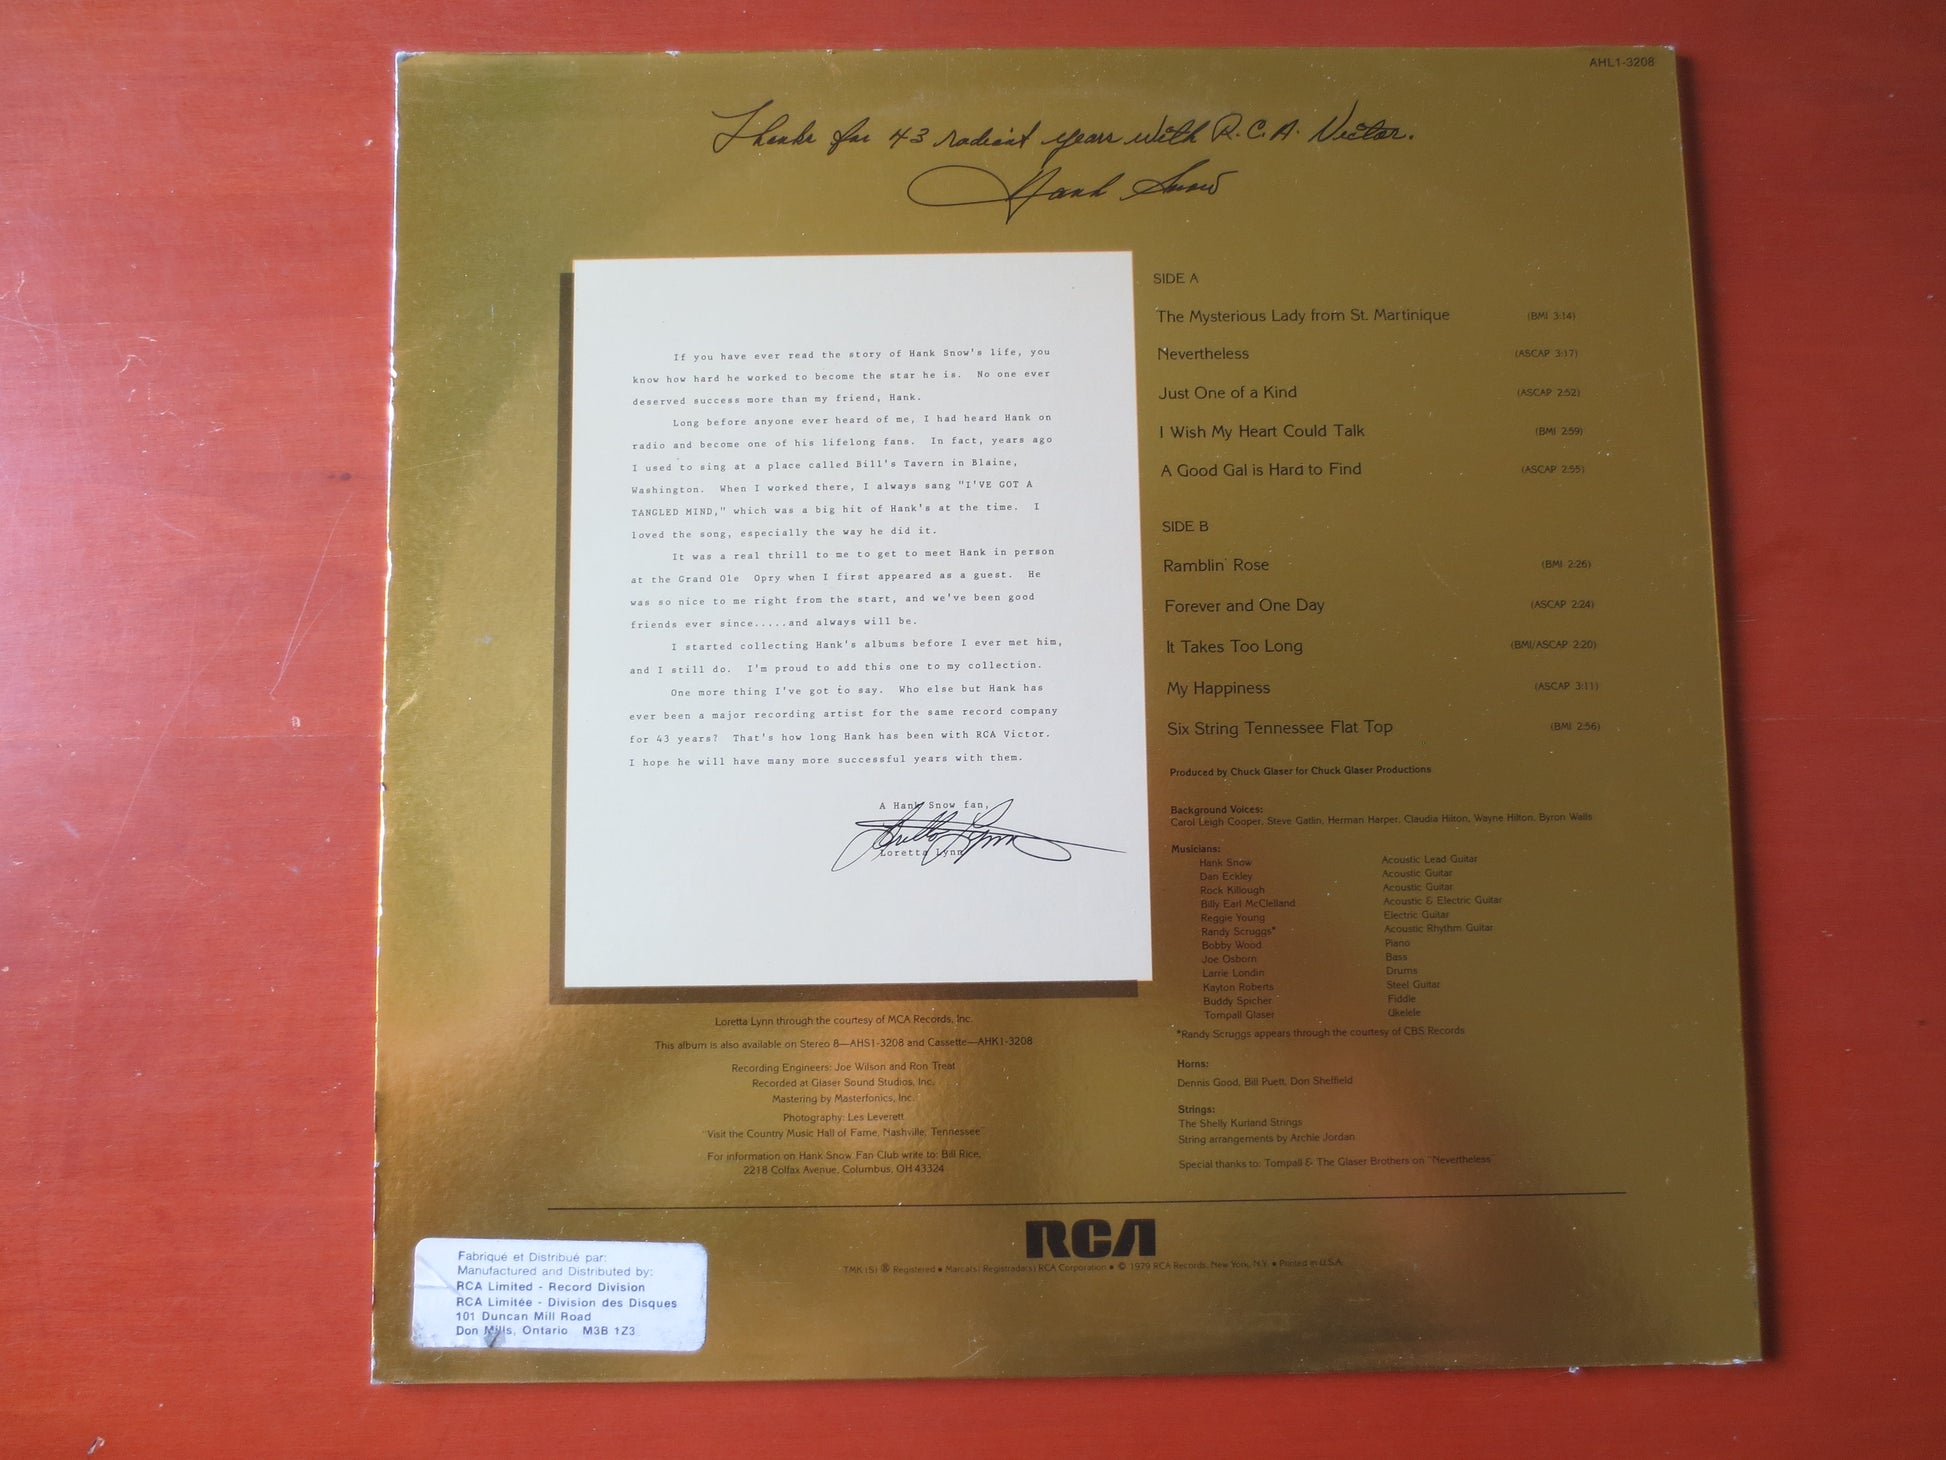 AHL1-3208
Thanks for 43 radiant years with R.C.A. Victor.
Hank Snow
If you have ever read the story of Hank Snow's life, you
know how hard he worked to become the star he is. No one ever
deserved success more than my friend, Hank.
Long before anyone ever heard of me, I had heard Hank on
radio and become one of his lifelong fans. In fact, years ago
I used to sing at a place called Bill's Tavern in Blaine,
Washington. When I worked there, I always sang "I'VE GOT A
TANGLED MIND," which was a big hit of Hank's at the time. I
loved the song, especially the way he did it.
It was a real thrill to me to get to meet Hank in person
at the Grand Ole Opry when I first appeared as a guest. He
was so nice to me right from the start, and we've been good
friends ever since.....and always will be.
I started collecting Hank's albums before I ever met him,
and I still do. I'm proud to add this one to my collection.
One more thing I've got to say. Who else but Hank has
ever been a major recording artist for the same record company
for 43 years? That's how long Hank has been with RCA Victor.
I hope he will have many more successful years with them.
A Hank Snow fan,
Loretta Lynn
Loretta Lynn
SIDE A
The Mysterious Lady from St. Martinique (BMI 3:14)
Nevertheless (ASCAP 3:17)
Just One of a Kind (ASCAP 2:52)
I Wish My Heart Could Talk (BMI 2:59)
A Good Gal is Hard to Find (ASCAP 2:55)
SIDE B
Ramblin' Rose (BMI 2:26)
Forever and One Day (ASCAP 2:24)
It Takes Too Long (BMI/ASCAP 2:20)
My Happiness (ASCAP 3:11)
Six String Tennessee Flat Top (BMI 2:56)
Produced by Chuck Glaser for Chuck Glaser Productions
Background Voices:
Carol Leigh Cooper, Steve Gatlin, Herman Harper, Claudia Hilton, Wayne Hilton, Byron Walls
Musicians:
Hank Snow Acoustic Lead Guitar
Dan Eckley Acoustic Guitar
Rock Killough Acoustic Guitar
Billy Earl McClelland Acoustic & Electric Guitar
Reggie Young Electric Guitar
Randy Scruggs* Acoustic Rhythm Guitar
Bobby Wood Piano
Joe Osborn Bass
Larrie Londin Drums
Kayton Roberts Steel Guitar
Buddy Spicher Fiddle
Tompall Glaser Ukelele
*Randy Scruggs appears through the courtesy of CBS Records
Horns:
Dennis Good, Bill Puett, Don Sheffield
Strings:
The Shelly Kurland Strings
String arrangements by Archie Jordan
Special thanks to: Tompall & The Glaser Brothers on "Nevertheless"
Loretta Lynn through the courtesy of MCA Records, Inc.
This album is also available on Stereo 8—AHS1-3208 and Cassette—AHK1-3208
Recording Engineers: Joe Wilson and Ron Treat
Recorded at Glaser Sound Studios, Inc.
Mastering by Masterfonics, Inc.
Photography: Les Leverett
"Visit the Country Music Hall of Fame, Nashville, Tennessee"
For information on Hank Snow Fan Club write to: Bill Rice,
2218 Colfax Avenue, Columbus, OH 43324
RCA
TMK(S) ® Registered • Marca(s) Registrada(s) RCA Corporation • © 1979 RCA Records, New York, N.Y. • Printed in U.S.A.
Fabriqué et Distribué par:
Manufactured and Distributed by:
RCA Limited - Record Division
RCA Limitée - Division des Disques
101 Duncan Mill Road
Don Mills, Ontario M3B 1Z3